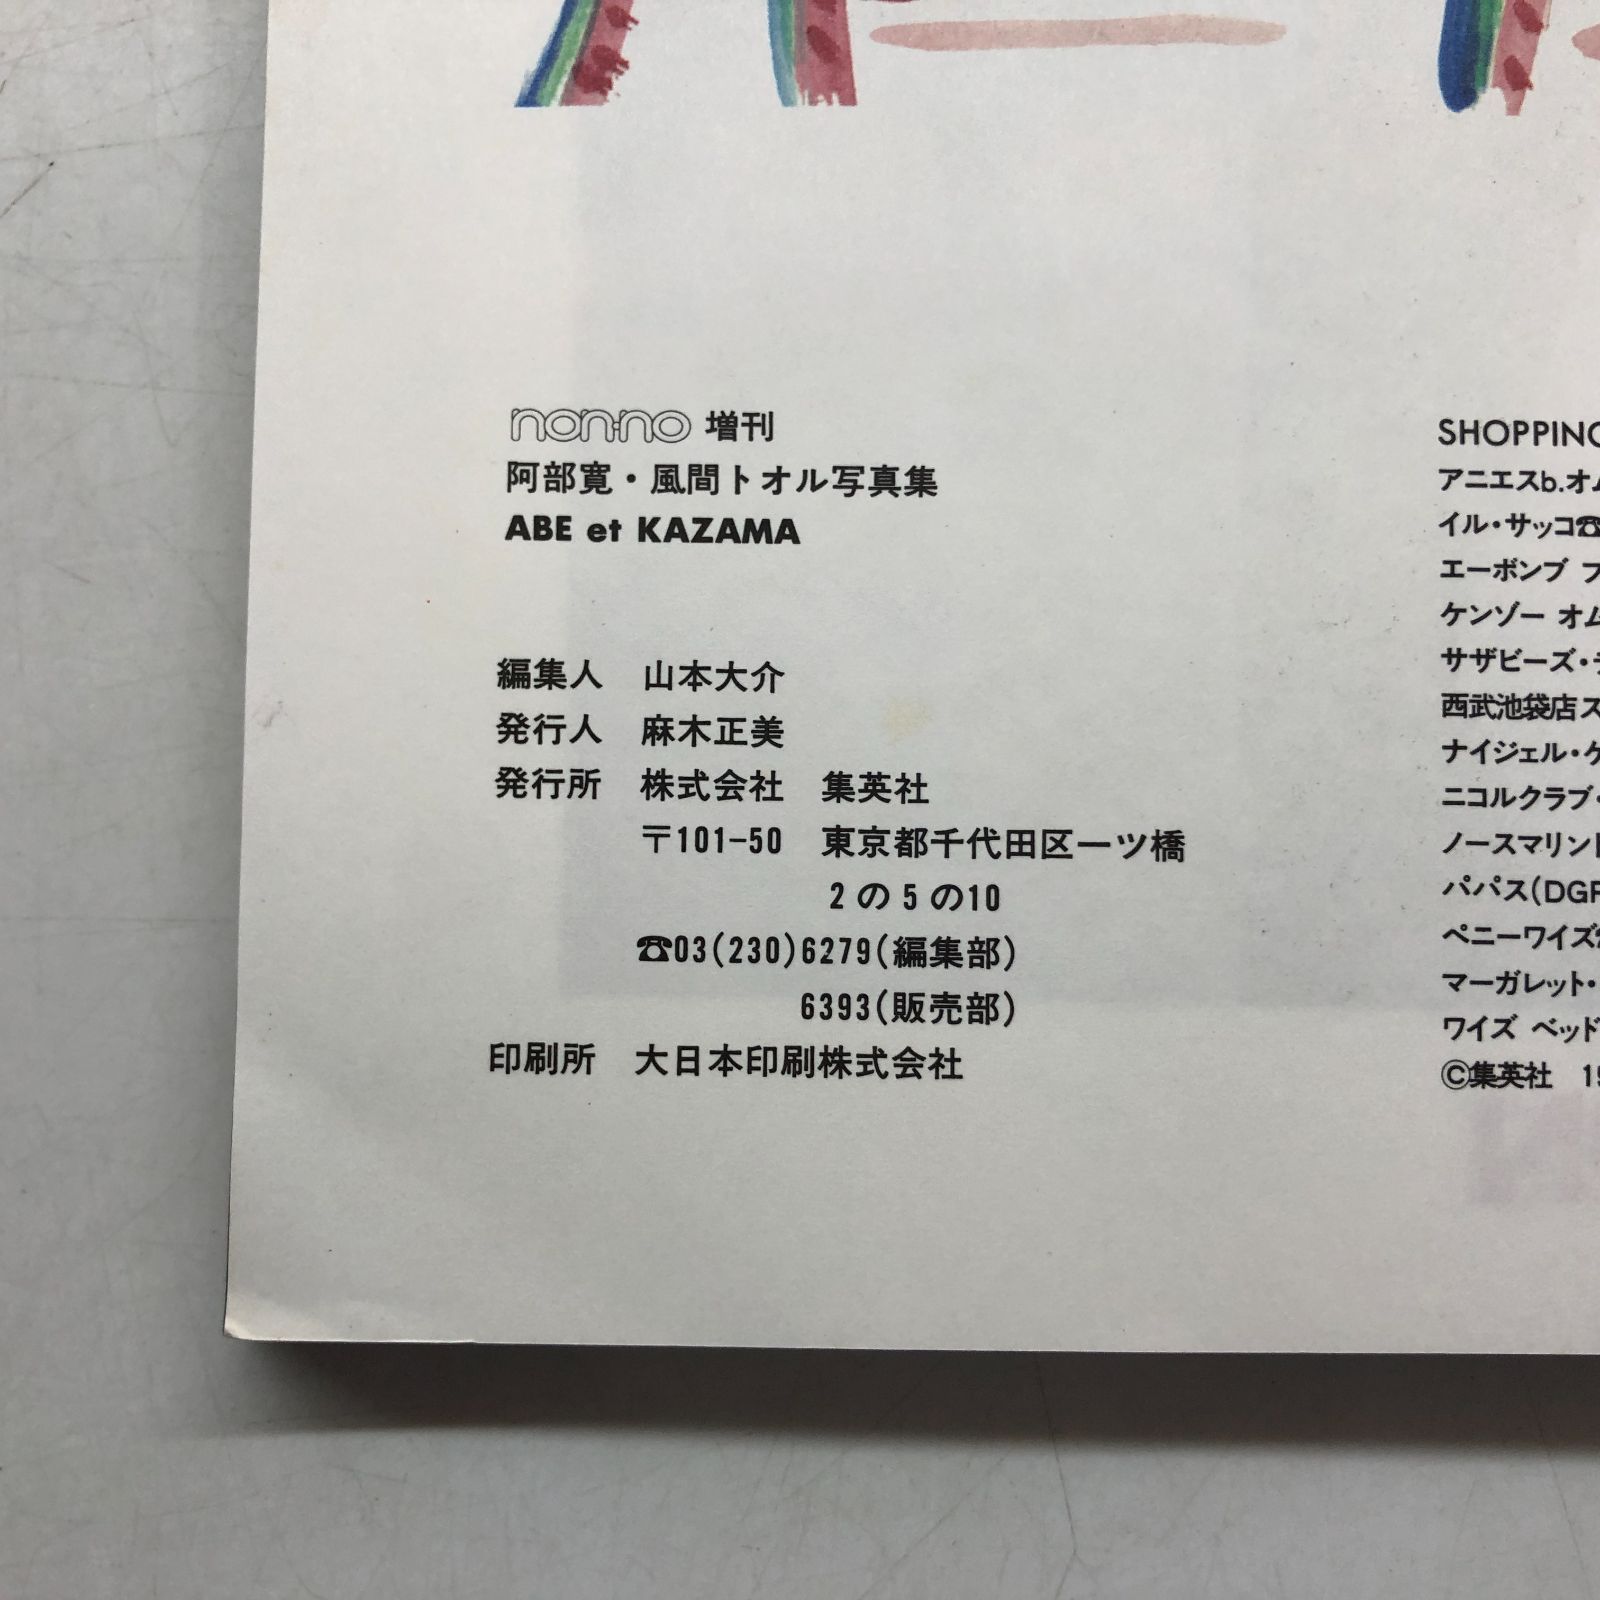 non-no 増刊
阿部寛・風間トオル写真集
ABE et KAZAMA
編集人 山本大介
発行人 麻木正美
発行所 株式会社 集英社
〒101-50 東京都千代田区一ツ橋
2の5の10
☎03(230)6279(編集部)
6393(販売部)
印刷所 大日本印刷株式会社
SHOPPING
アニエスb.オム
イル・サッコ☎
エーボンブ フ
ケンゾー オム
サザビーズ・
西武池袋店ス
ナイジェル・ケ
ニコルクラブ・
ノースマリン
パパス(DGR
ペニーワイズ
マーガレット・
ワイズ ベッド
©集英社 19